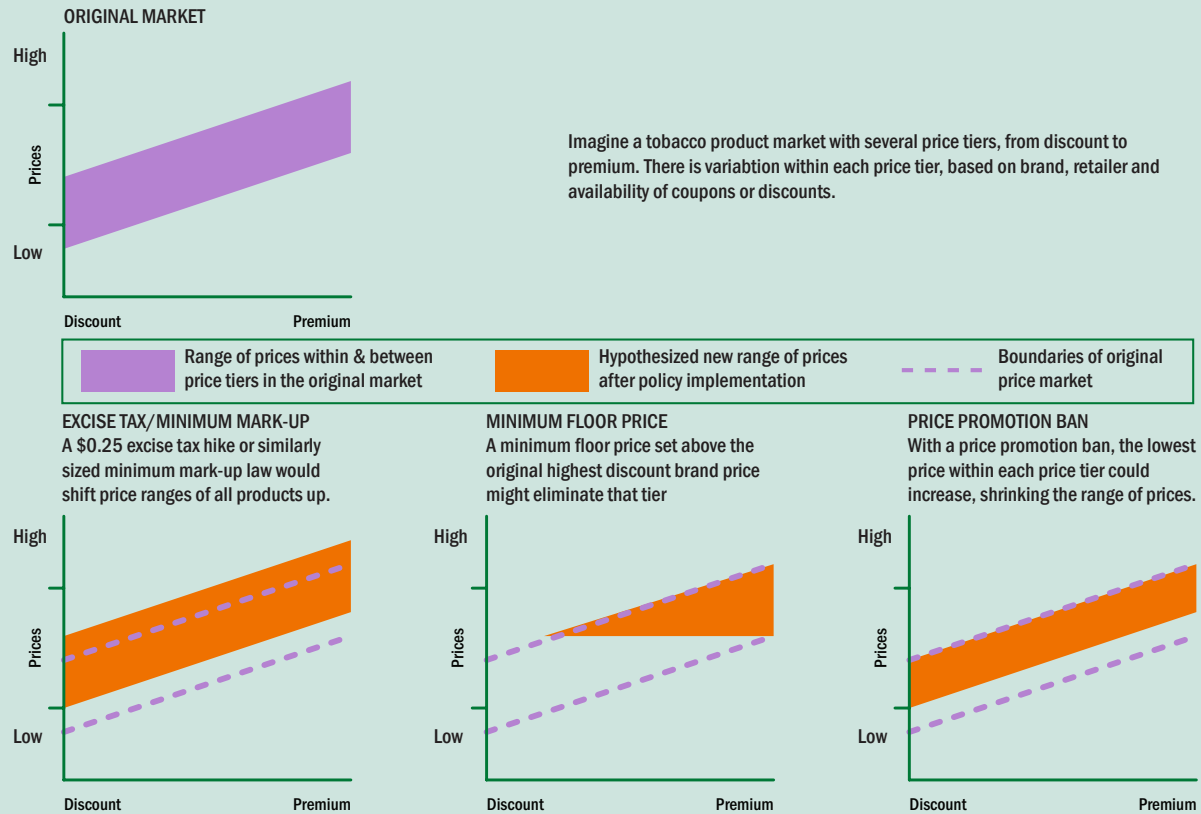 ORIGINAL MARKET
High
Prices
Low
Discount Premium
Imagine a tobacco product market with several price tiers, from discount to
premium. There is variabtion within each price tier, based on brand, retailer and
availability of coupons or discounts.
Range of prices within & between
price tiers in the original market
Hypothesized new range of prices
after policy implementation
Boundaries of original
price market
EXCISE TAX/MINIMUM MARK-UP
A $0.25 excise tax hike or similarly
sized minimum mark-up law would
shift price ranges of all products up.
High
Prices
Low
Discount Premium
MINIMUM FLOOR PRICE
A minimum floor price set above the
original highest discount brand price
might eliminate that tier
High
Prices
Low
Discount Premium
PRICE PROMOTION BAN
With a price promotion ban, the lowest
price within each price tier could
increase, shrinking the range of prices.
High
Prices
Low
Discount Premium